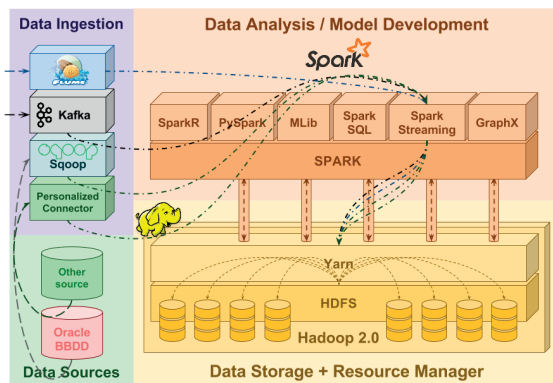 Data Ingestion
Data Analysis / Model Development
Spark
flume
Kafka
sqoop
Sqoop
Personalized
Connector
SparkR
PySpark
MLib
Spark
SQL
Spark
Streaming
GraphX
SPARK
Other
source
Oracle
BBDD
Data Sources
Yarn
HDFS
Hadoop 2.0
Data Storage + Resource Manager